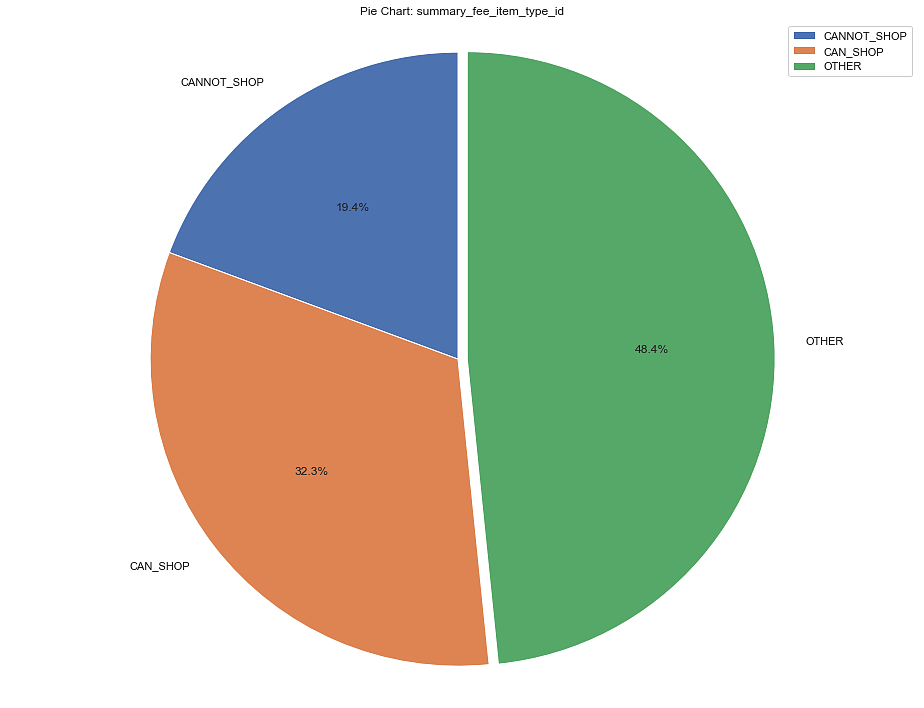 Pie Chart: summary_fee_item_type_id
CANNOT_SHOP
CAN_SHOP
OTHER
CANNOT_SHOP
19.4%
OTHER
48.4%
32.3%
CAN_SHOP